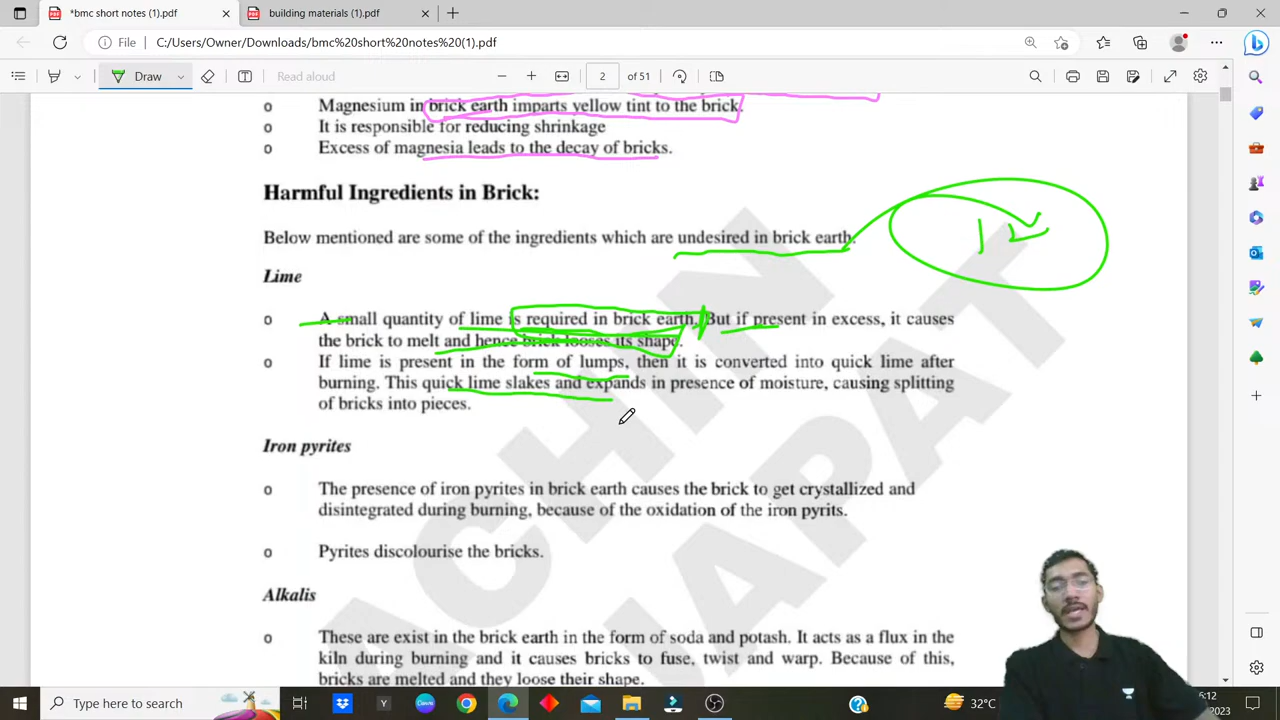 *bmc short notes (1).pdf
building materials (1).pdf
File
C:/Users/Owner/Downloads/bmc%20short%20notes%20(1).pdf
Draw
Read aloud
2
of 51
o Magnesium in brick earth imparts yellow tint to the brick.
o It is responsible for reducing shrinkage
o Excess of magnesia leads to the decay of bricks.
Harmful Ingredients in Brick:
Below mentioned are some of the ingredients which are undesired in brick earth.
Lime
o A small quantity of lime is required in brick earth. But if present in excess, it causes
the brick to melt and hence brick looses its shape.
o If lime is present in the form of lumps, then it is converted into quick lime after
burning. This quick lime slakes and expands in presence of moisture, causing splitting
of bricks into pieces.
Iron pyrites
o The presence of iron pyrites in brick earth causes the brick to get crystallized and
disintegrated during burning, because of the oxidation of the iron pyrits.
o Pyrites discolourise the bricks.
Alkalis
o These are exist in the brick earth in the form of soda and potash. It acts as a flux in the
kiln during burning and it causes bricks to fuse, twist and warp. Because of this,
bricks are melted and they loose their shape.
Type here to search
32°C